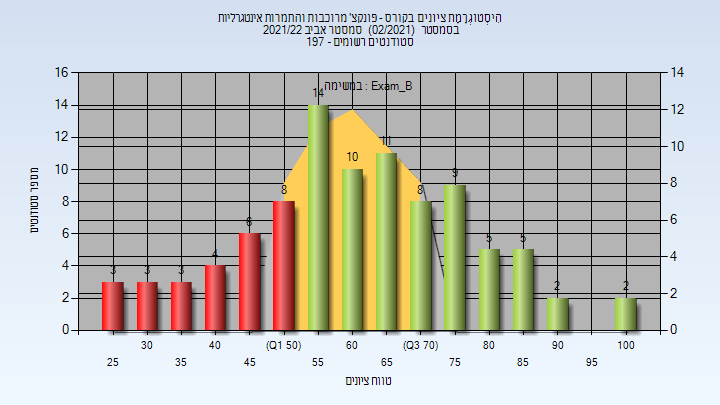 היסטוגרמת ציונים בקורס - פונקצ' מרוכבות והתמרות אינטגרליות
בסמסטר (02/2021) סמסטר אביב 2021/22
סטודנטים רשומים - 197
במשימה : Exam_B
מספר סטודנטים
16 14 12 10 8 6 4 2 0
14 12 10 8 6 4 2 0
3 3 3 4 6 8 14 10 11 8 9 5 5 2 2
30 40 (Q1 50) 60 (Q3 70) 80 90 100
25 35 45 55 65 75 85 95
טווח ציונים